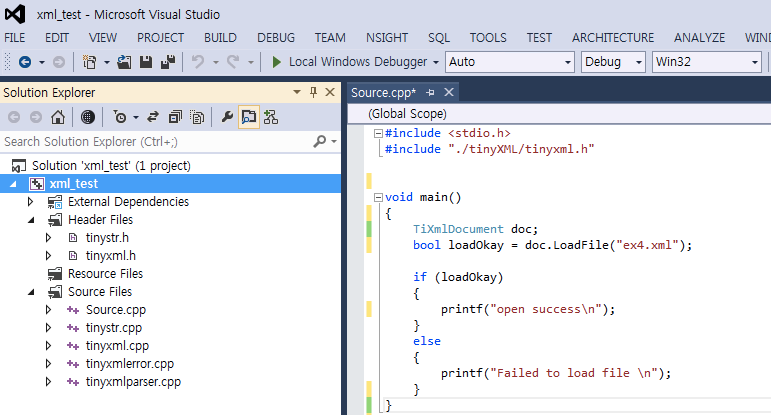 xml_test - Microsoft Visual Studio
FILE EDIT VIEW PROJECT BUILD DEBUG TEAM NSIGHT SQL TOOLS TEST ARCHITECTURE ANALYZE WIN
Local Windows Debugger Auto Debug Win32
Solution Explorer
Search Solution Explorer (Ctrl+;)
Solution 'xml_test' (1 project)
xml_test
External Dependencies
Header Files
tinystr.h
tinyxml.h
Resource Files
Source Files
Source.cpp
tinystr.cpp
tinyxml.cpp
tinyxmlerror.cpp
tinyxmlparser.cpp
Source.cpp*
(Global Scope)
#include <stdio.h>
#include "./tinyXML/tinyxml.h"
void main()
{
TiXmlDocument doc;
bool loadOkay = doc.LoadFile("ex4.xml");
if (loadOkay)
{
printf("open success\n");
}
else
{
printf("Failed to load file \n");
}
}